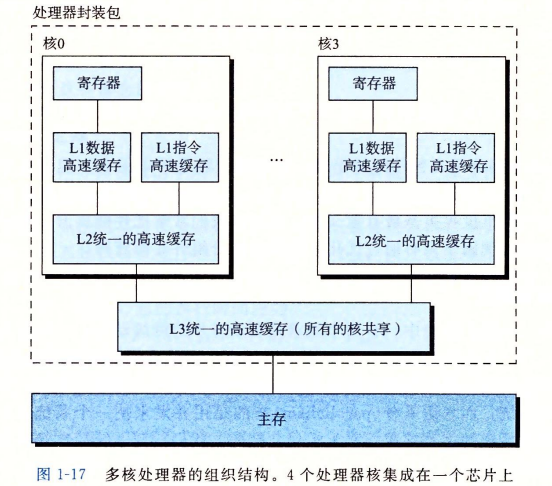 处理器封装包
核0
核3
寄存器
寄存器
L1数据
高速缓存
L1指令
高速缓存
...
L1数据
高速缓存
L1指令
高速缓存
L2统一的高速缓存
L2统一的高速缓存
L3统一的高速缓存（所有的核共享）
主存
图 1-17 多核处理器的组织结构。4 个处理器核集成在一个芯片上